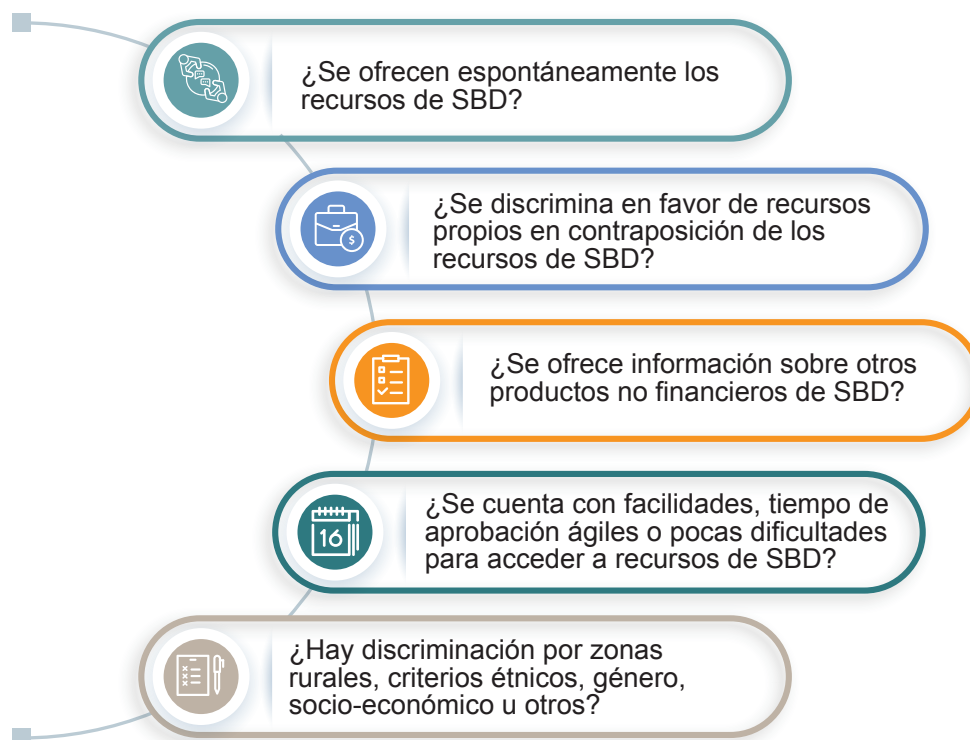 ¿Se ofrecen espontáneamente los
recursos de SBD?
¿Se discrimina en favor de recursos
propios en contraposición de los
recursos de SBD?
$
¿Se ofrece información sobre otros
productos no financieros de SBD?
16
¿Se cuenta con facilidades, tiempo de
aprobación ágiles o pocas dificultades
para acceder a recursos de SBD?
¿Hay discriminación por zonas
rurales, criterios étnicos, género,
socio-económico u otros?